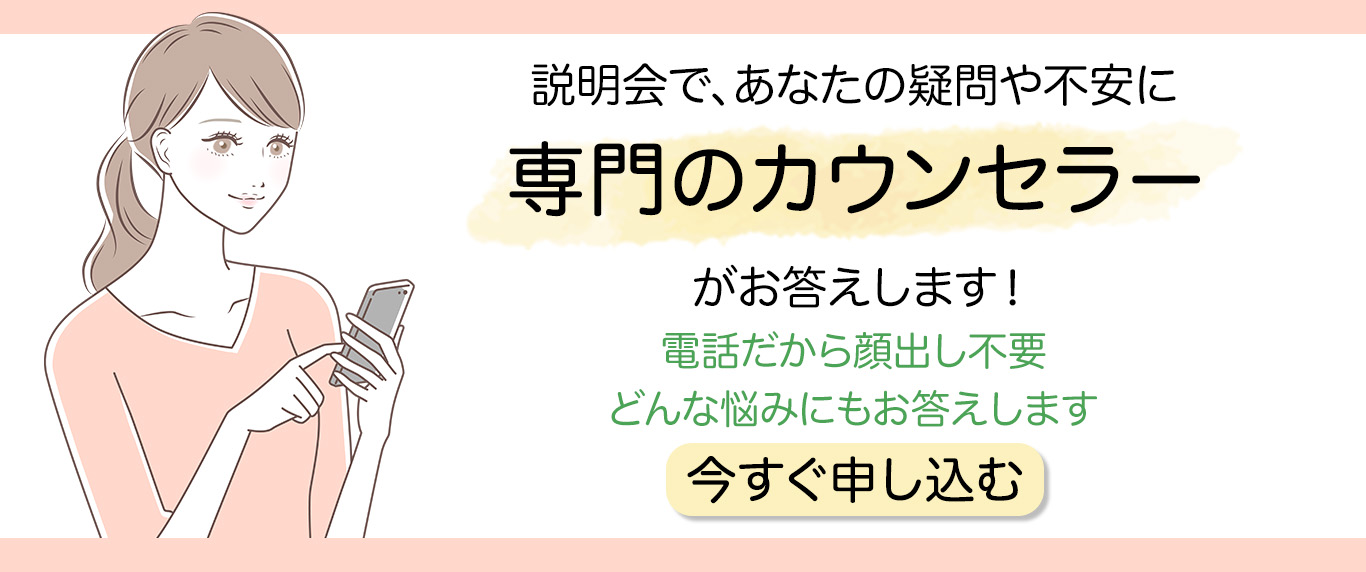 説明会で、あなたの疑問や不安に
専門のカウンセラー
がお答えします！
電話だから顔出し不要
どんな悩みにもお答えします
今すぐ申し込む